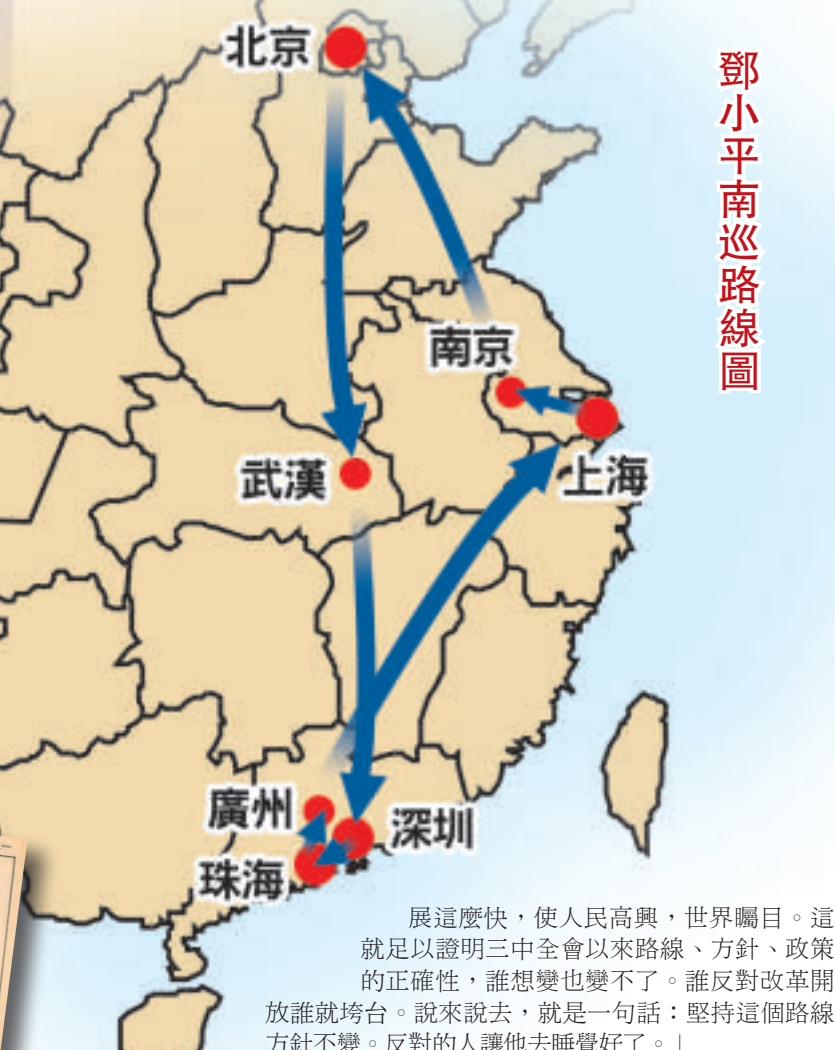 鄧小平南巡路線圖
北京
南京
武漢
上海
廣州
深圳
珠海
展這麼快，使人民高興，世界矚目。這
就足以證明三中全會以來路線、方針、政策
的正確性，誰想變也變不了。誰反對改革開
放誰就垮台。說來說去，就是一句話：堅持這個路線
方針不變。反對的人讓他去睡覺好了。」